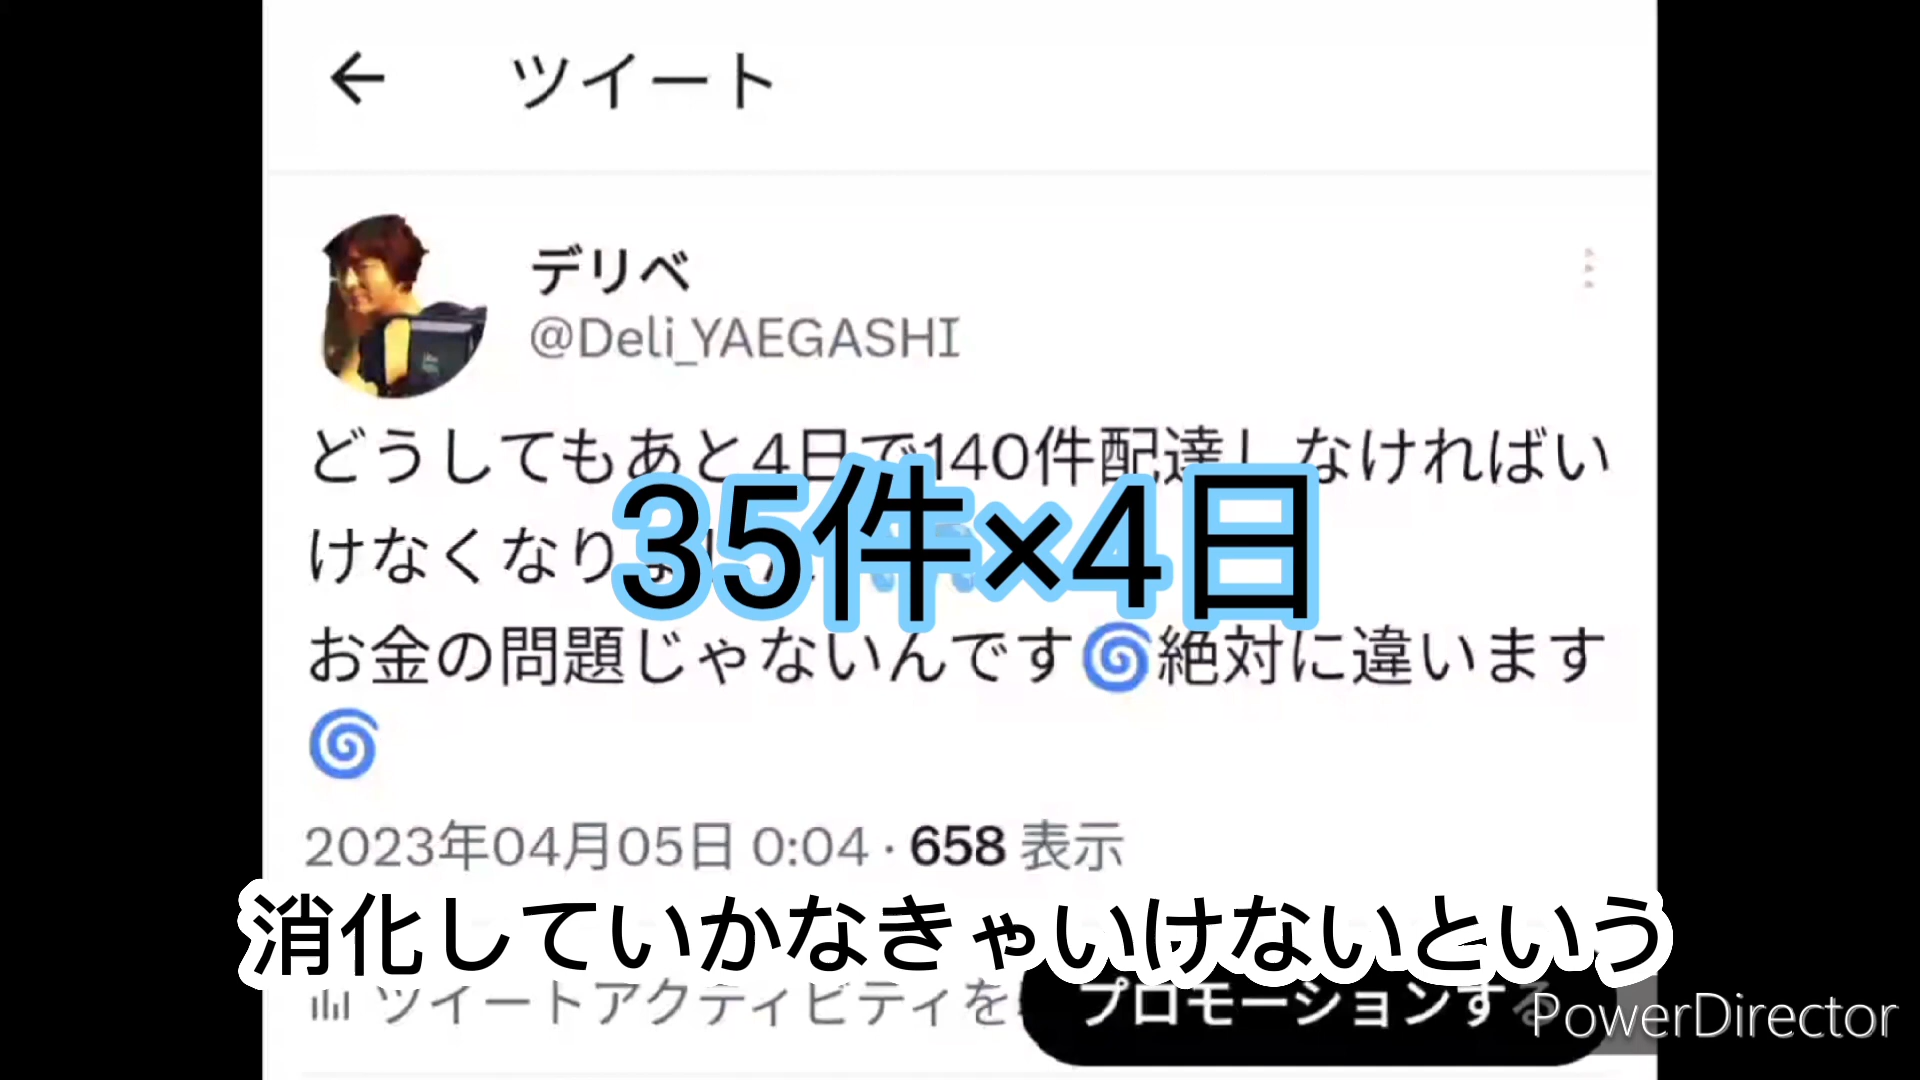 ツイート
デリベ
@Deli_YAEGASHI
どうしてもあと4日で140件配達しなければい
けなくなり
35件×4日
お金の問題じゃないんです🌀絶対に違います
🌀
2023年04月05日 0:04 · 658 表示
消化していかなきゃいけないという
ツイートアクティビティを
プロモーションする
PowerDirector